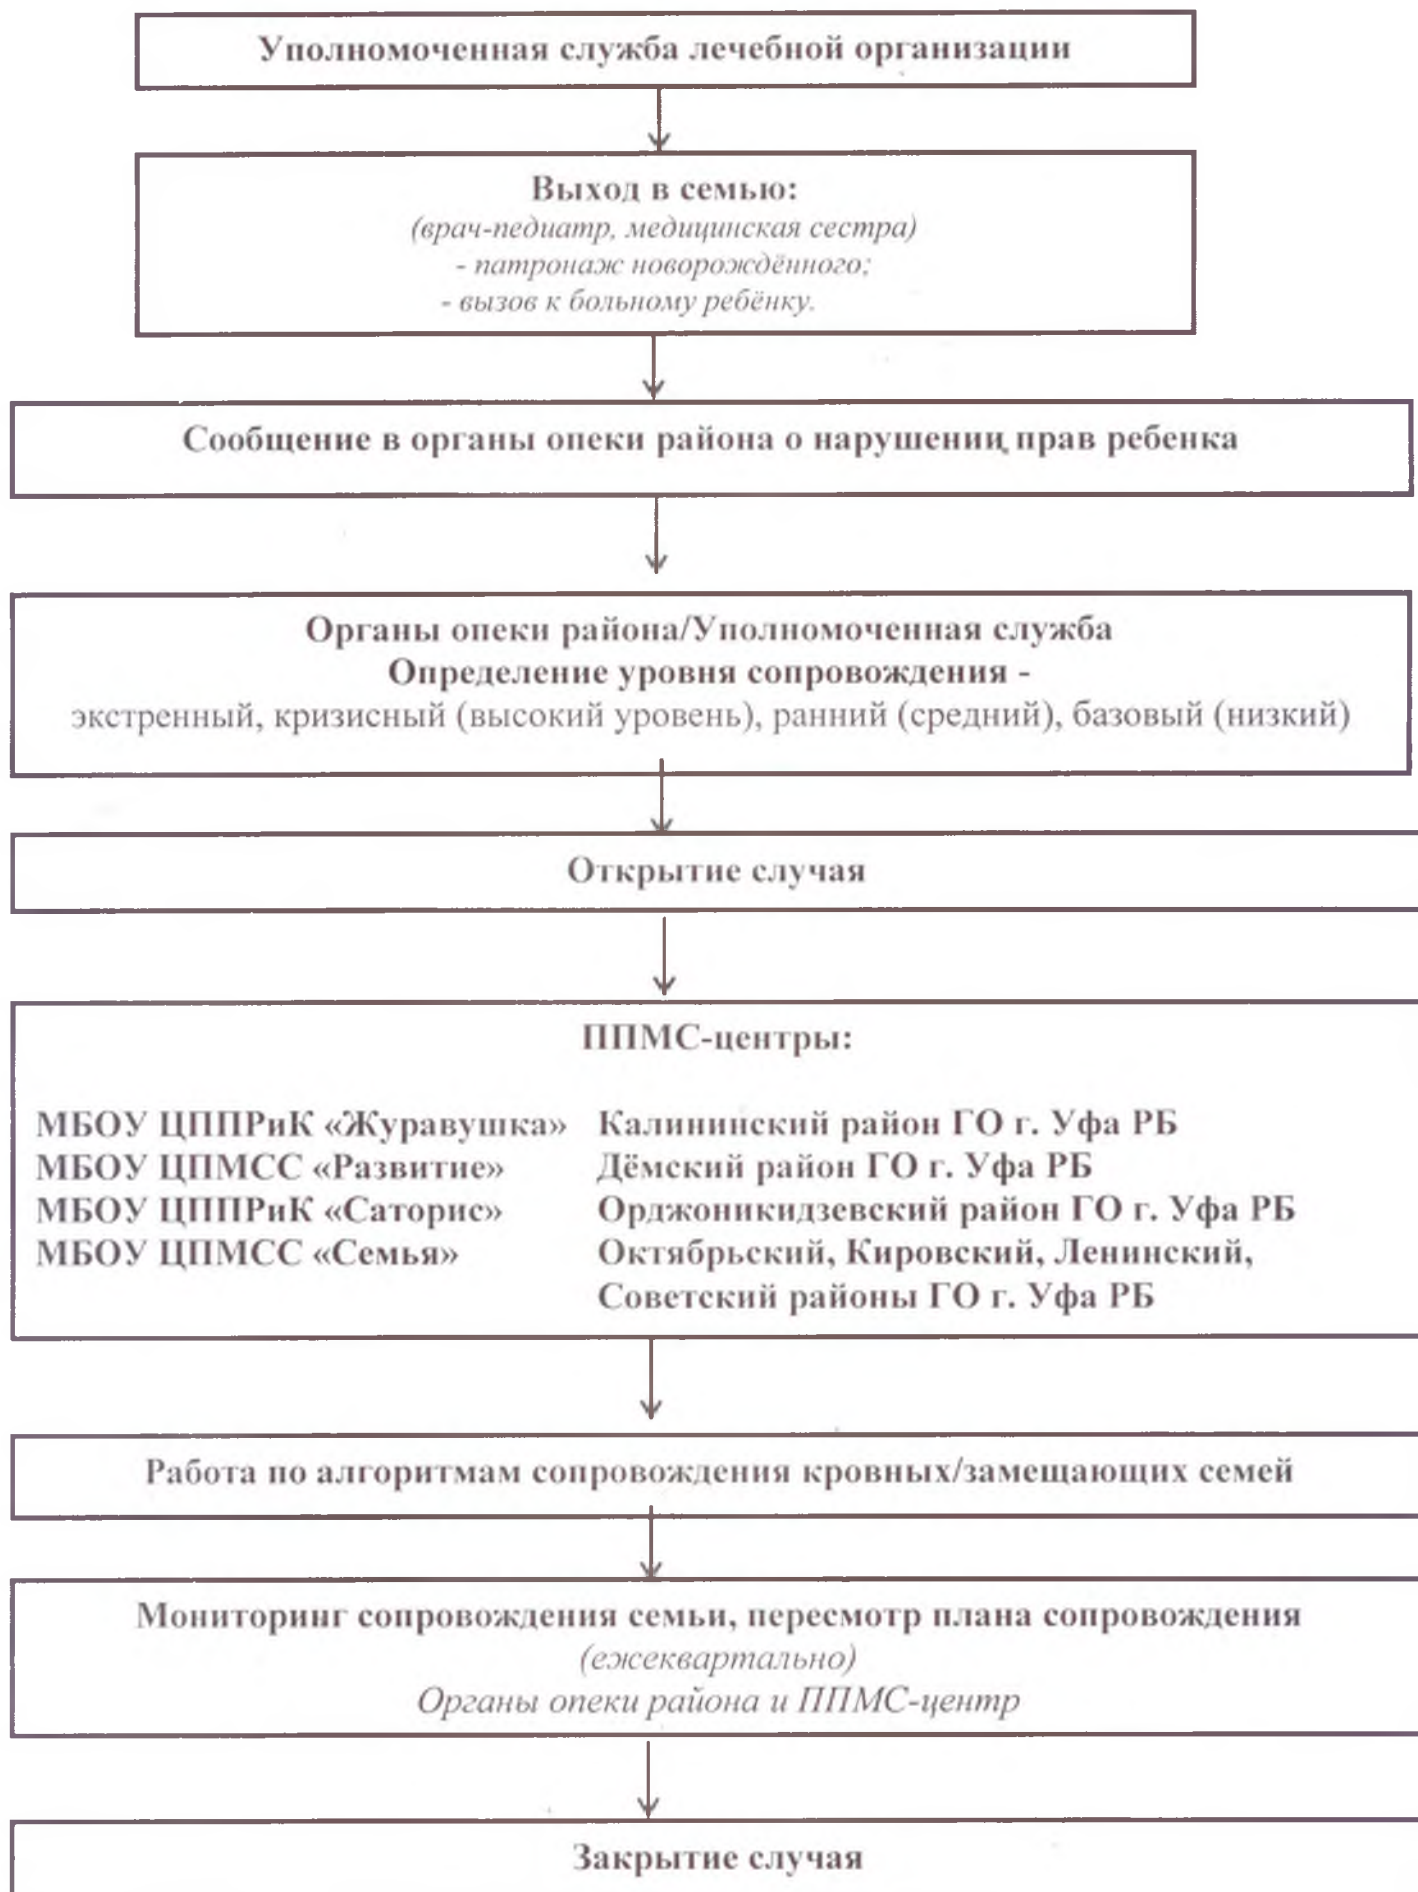 Уполномоченная служба лечебной организации
Выход в семью:
(врач-педиатр, медицинская сестра)
- патронаж новорождённого;
- вызов к больному ребёнку.
Сообщение в органы опеки района о нарушении прав ребенка
Органы опеки района/Уполномоченная служба
Определение уровня сопровождения -
экстренный, кризисный (высокий уровень), ранний (средний), базовый (низкий)
Открытие случая
ППМС-центры:
МБОУ ЦППРиК «Журавушка» Калининский район ГО г. Уфа РБ
МБОУ ЦПМСС «Развитие» Дёмский район ГО г. Уфа РБ
МБОУ ЦППРиК «Саторис» Орджоникидзевский район ГО г. Уфа РБ
МБОУ ЦПМСС «Семья» Октябрьский, Кировский, Ленинский,
Советский районы ГО г. Уфа РБ
Работа по алгоритмам сопровождения кровных/замещающих семей
Мониторинг сопровождения семьи, пересмотр плана сопровождения
(ежеквартально)
Органы опеки района и ППМС-центр
Закрытие случая